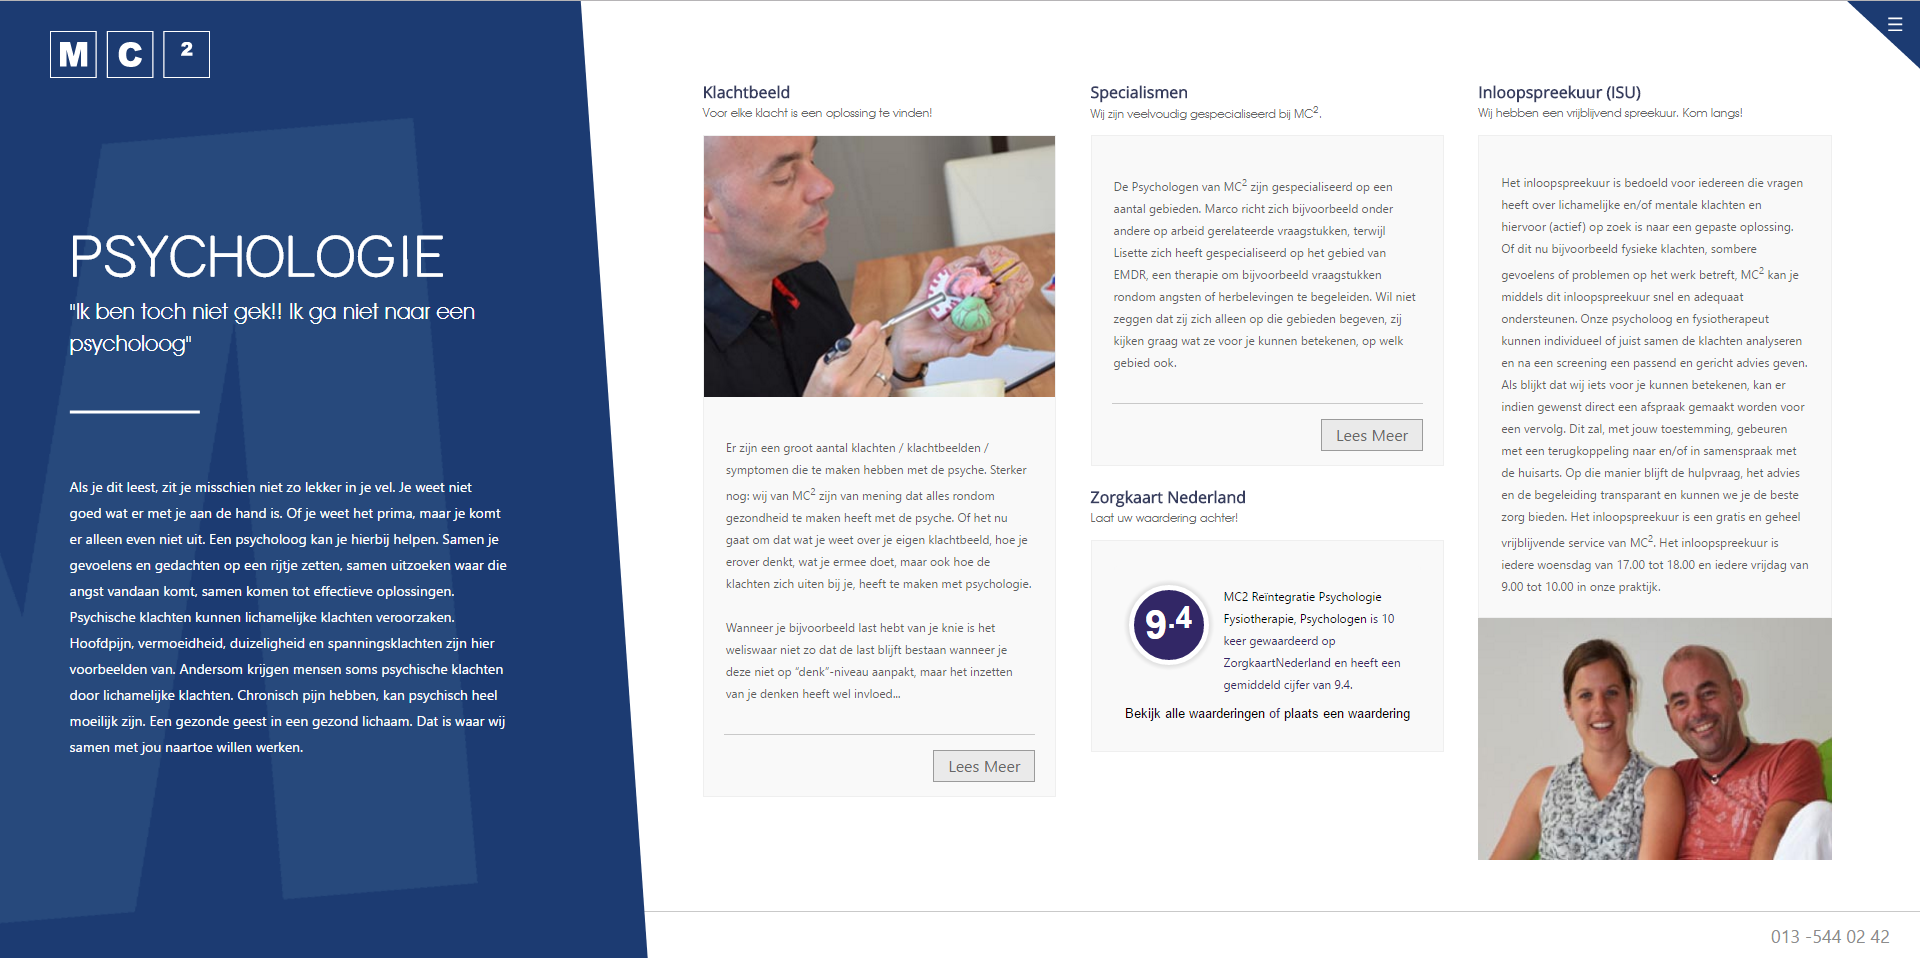 MC²
PSYCHOLOGIE
"Ik ben toch niet gek!! Ik ga niet naar een
psycholoog"
Als je dit leest, zit je misschien niet zo lekker in je vel. Je weet niet
goed wat er met je aan de hand is. Of je weet het prima, maar je komt
er alleen even niet uit. Een psycholoog kan je hierbij helpen. Samen je
gevoelens en gedachten op een rijtje zetten, samen uitzoeken waar die
angst vandaan komt, samen komen tot effectieve oplossingen.
Psychische klachten kunnen lichamelijke klachten veroorzaken.
Hoofdpijn, vermoeidheid, duizeligheid en spanningsklachten zijn hier
voorbeelden van. Andersom krijgen mensen soms psychische klachten
door lichamelijke klachten. Chronisch pijn hebben, kan psychisch heel
moeilijk zijn. Een gezonde geest in een gezond lichaam. Dat is waar wij
samen met jou naartoe willen werken.
Klachtbeeld
Voor elke klacht is een oplossing te vinden!
Er zijn een groot aantal klachten / klachtbeelden /
symptomen die te maken hebben met de psyche. Sterker
nog: wij van MC² zijn van mening dat alles rondom
gezondheid te maken heeft met de psyche. Of het nu
gaat om dat wat je weet over je eigen klachtbeeld, hoe je
erover denkt, wat je ermee doet, maar ook hoe de
klachten zich uiten bij je, heeft te maken met psychologie.
Wanneer je bijvoorbeeld last hebt van je knie is het
weliswaar niet zo dat de last blijft bestaan wanneer je
deze niet op “denk”-niveau aanpakt, maar het inzetten
van je denken heeft wel invloed...
Lees Meer
Specialismen
Wij zijn veelvoudig gespecialiseerd bij MC².
De Psychologen van MC² zijn gespecialiseerd op een
aantal gebieden. Marco richt zich bijvoorbeeld onder
andere op arbeid gerelateerde vraagstukken, terwijl
Lisette zich heeft gespecialiseerd op het gebied van
EMDR, een therapie om bijvoorbeeld vraagstukken
rondom angsten of herbelevingen te begeleiden. Wil niet
zeggen dat zij zich alleen op die gebieden begeven, zij
kijken graag wat ze voor je kunnen betekenen, op welk
gebied ook.
Lees Meer
Zorgkaart Nederland
Laat uw waardering achter!
9.4
MC2 Reïntegratie Psychologie
Fysiotherapie, Psychologen is 10
keer gewaardeerd op
ZorgkaartNederland en heeft een
gemiddeld cijfer van 9.4.
Bekijk alle waarderingen of plaats een waardering
Inloopspreekuur (ISU)
Wij hebben een vrijblijvend spreekuur. Kom langs!
Het inloopspreekuur is bedoeld voor iedereen die vragen
heeft over lichamelijke en/of mentale klachten en
hiervoor (actief) op zoek is naar een gepaste oplossing.
Of dit nu bijvoorbeeld fysieke klachten, sombere
gevoelens of problemen op het werk betreft, MC² kan je
middels dit inloopspreekuur snel en adequaat
ondersteunen. Onze psycholoog en fysiotherapeut
kunnen individueel of juist samen de klachten analyseren
en na een screening een passend en gericht advies geven.
Als blijkt dat wij iets voor je kunnen betekenen, kan er
indien gewenst direct een afspraak gemaakt worden voor
een vervolg. Dit zal, met jouw toestemming, gebeuren
met een terugkoppeling naar en/of in samenspraak met
de huisarts. Op die manier blijft de hulpvraag, het advies
en de begeleiding transparant en kunnen we je de beste
zorg bieden. Het inloopspreekuur is een gratis en geheel
vrijblijvende service van MC². Het inloopspreekuur is
iedere woensdag van 17.00 tot 18.00 en iedere vrijdag van
9.00 tot 10.00 in onze praktijk.
013 -544 02 42